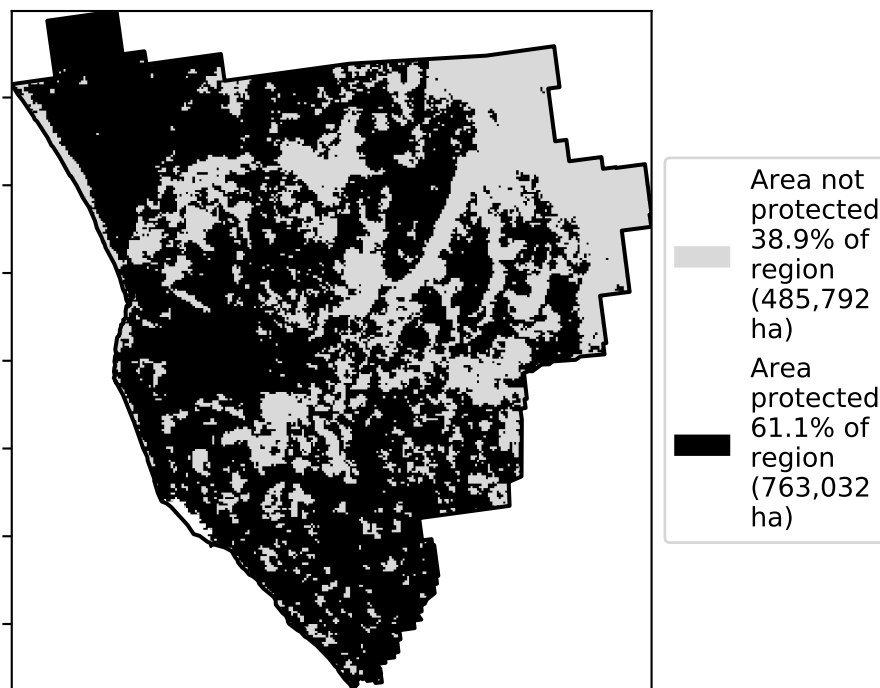 Area not
protected
38.9% of
region
(485,792
ha)
Area
protected
61.1% of
region
(763,032
ha)